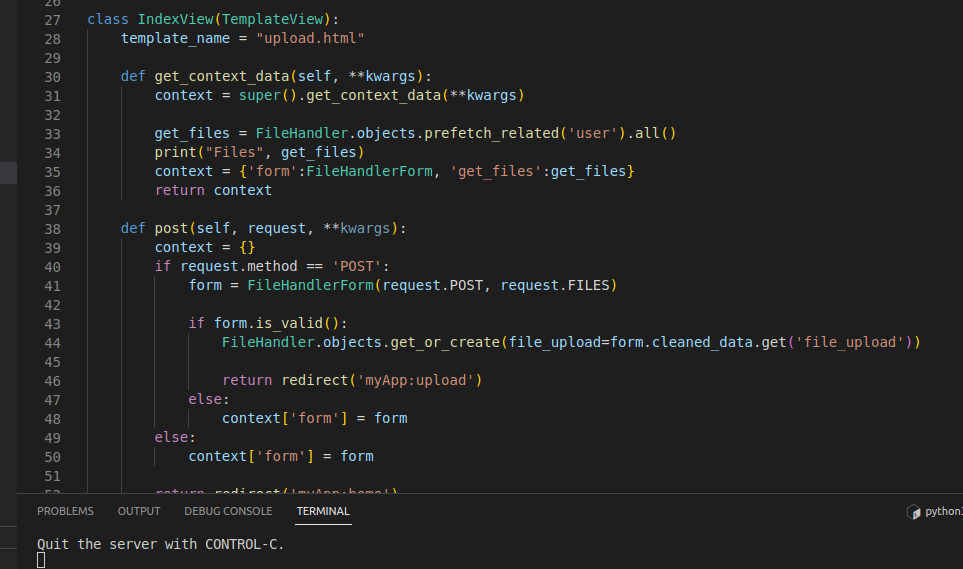 26
27 class IndexView(TemplateView):
28     template_name = "upload.html"
29
30     def get_context_data(self, **kwargs):
31         context = super().get_context_data(**kwargs)
32
33         get_files = FileHandler.objects.prefetch_related('user').all()
34         print("Files", get_files)
35         context = {'form':FileHandlerForm, 'get_files':get_files}
36         return context
37
38     def post(self, request, **kwargs):
39         context = {}
40         if request.method == 'POST':
41             form = FileHandlerForm(request.POST, request.FILES)
42
43             if form.is_valid():
44                 FileHandler.objects.get_or_create(file_upload=form.cleaned_data.get('file_upload'))
45
46                 return redirect('myApp:upload')
47             else:
48                 context['form'] = form
49         else:
50             context['form'] = form
51
52         return redirect('myApp:home')
PROBLEMS OUTPUT DEBUG CONSOLE TERMINAL python3
Quit the server with CONTROL-C.